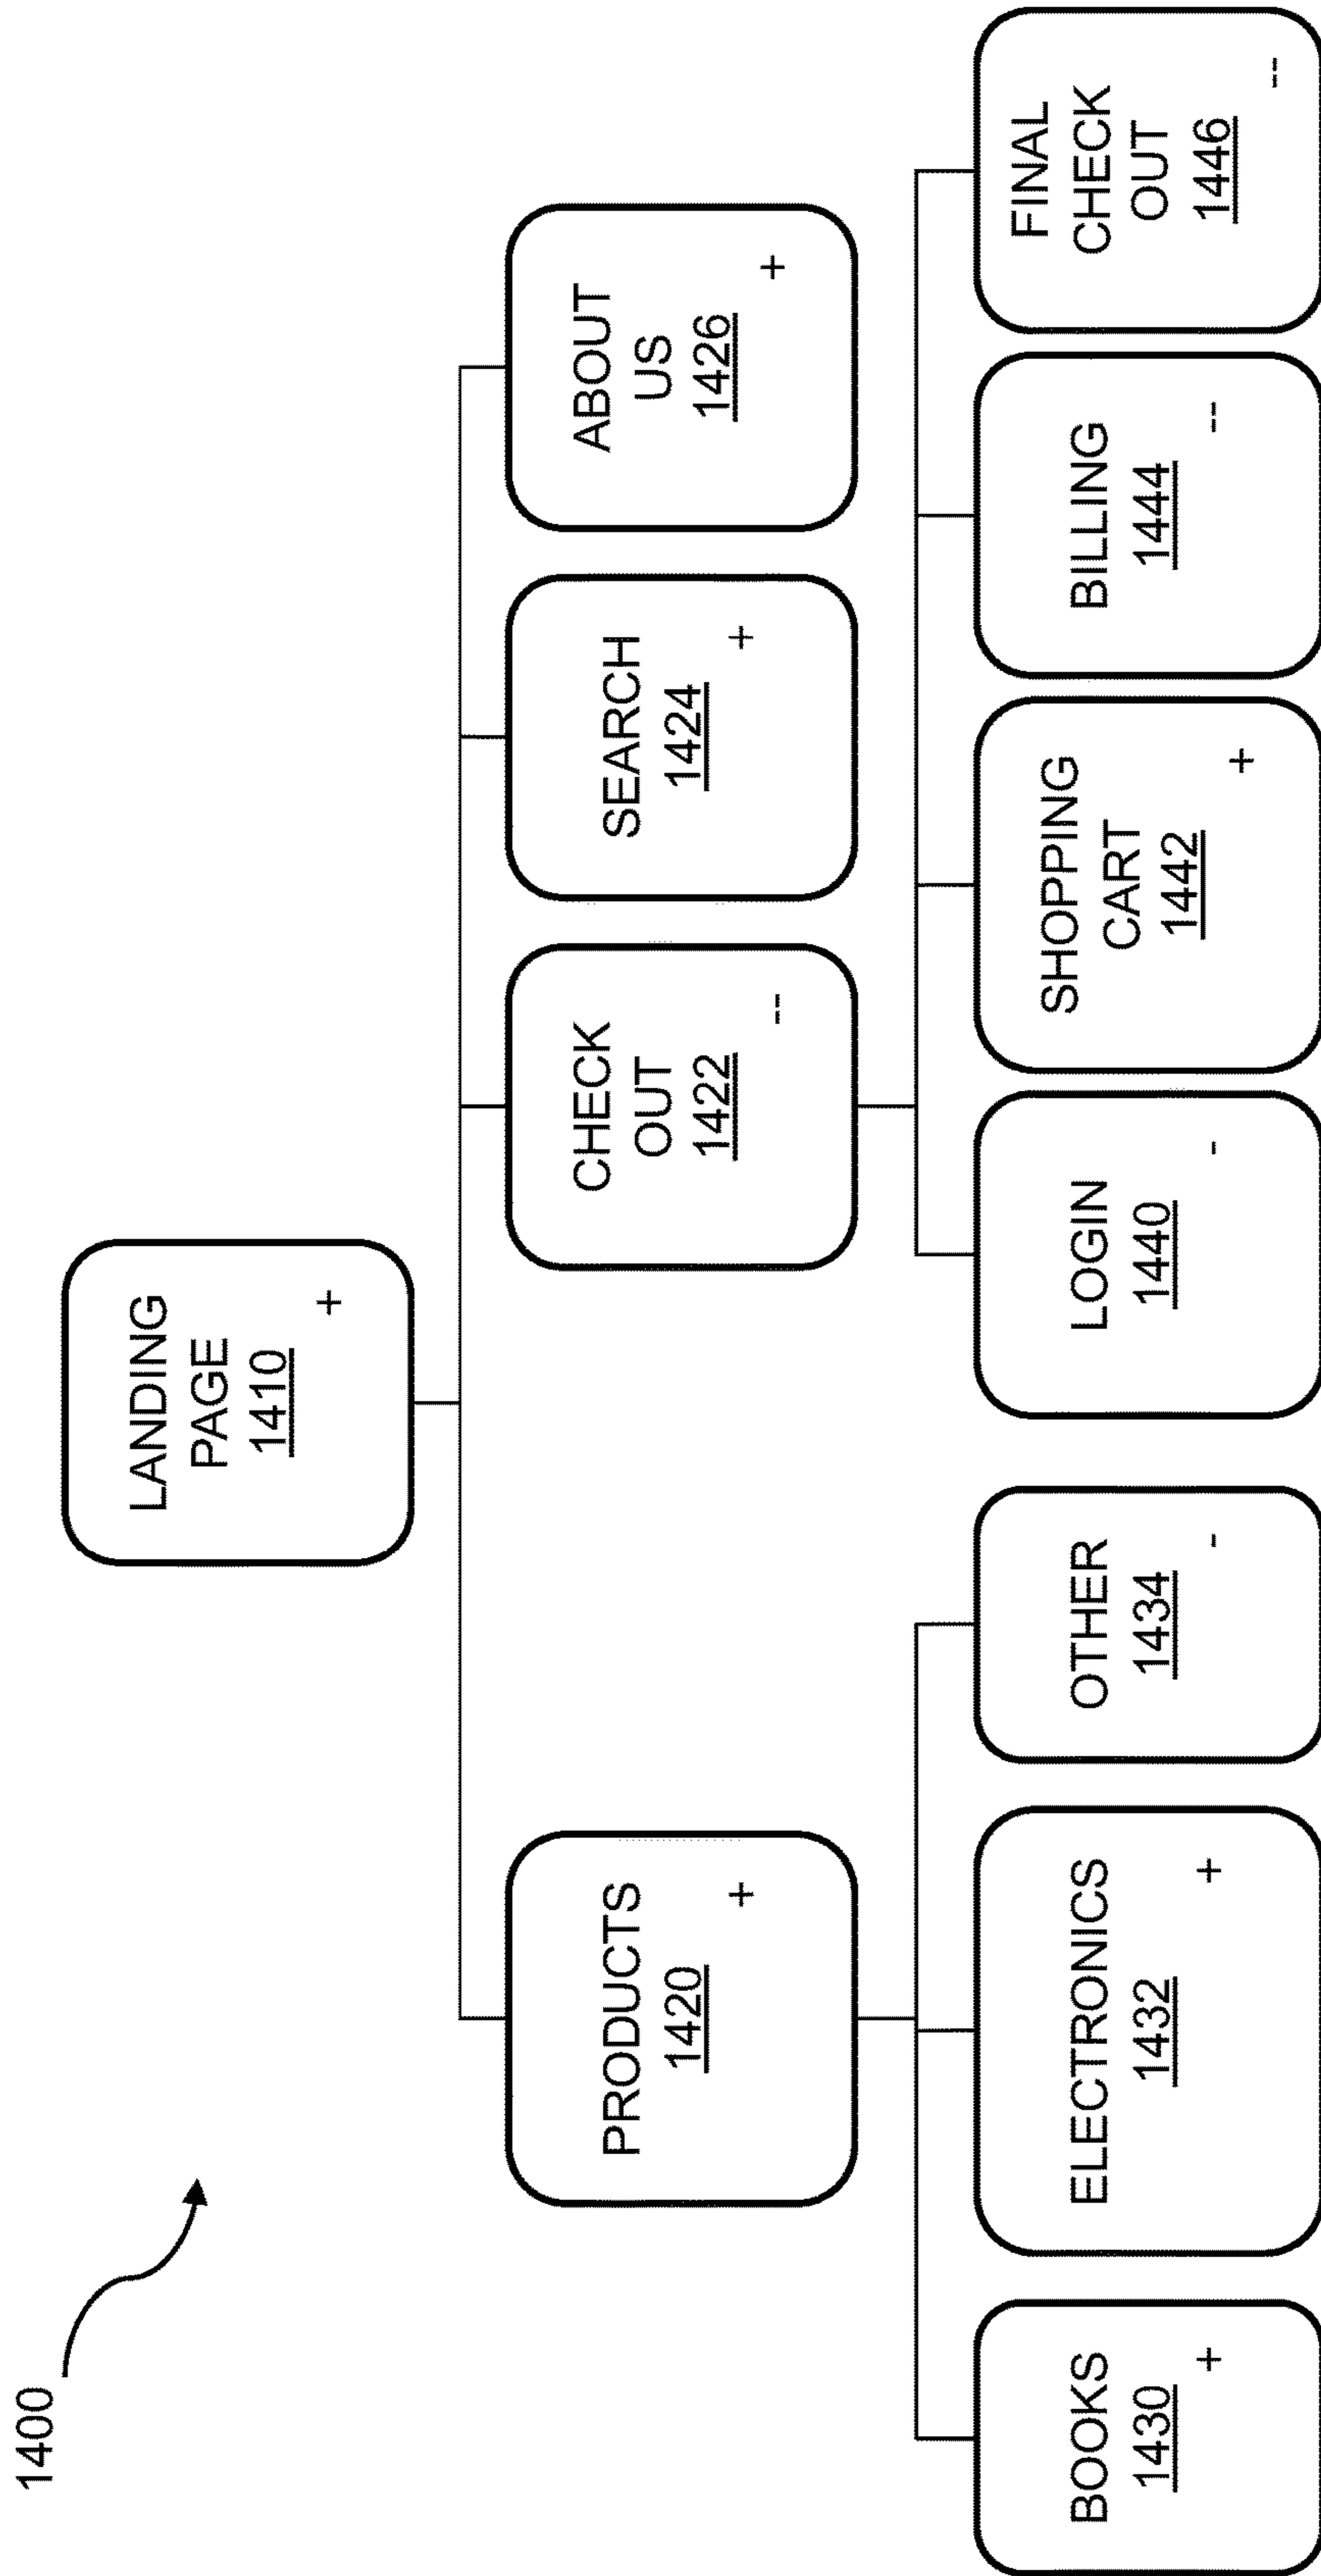 1400
LANDING
PAGE
1410
+
PRODUCTS
1420
+
CHECK
OUT
1422
--
SEARCH
1424
+
ABOUT
US
1426
+
BOOKS
1430
+
ELECTRONICS
1432
+
OTHER
1434
-
LOGIN
1440
-
SHOPPING
CART
1442
+
BILLING
1444
--
FINAL
CHECK
OUT
1446
--